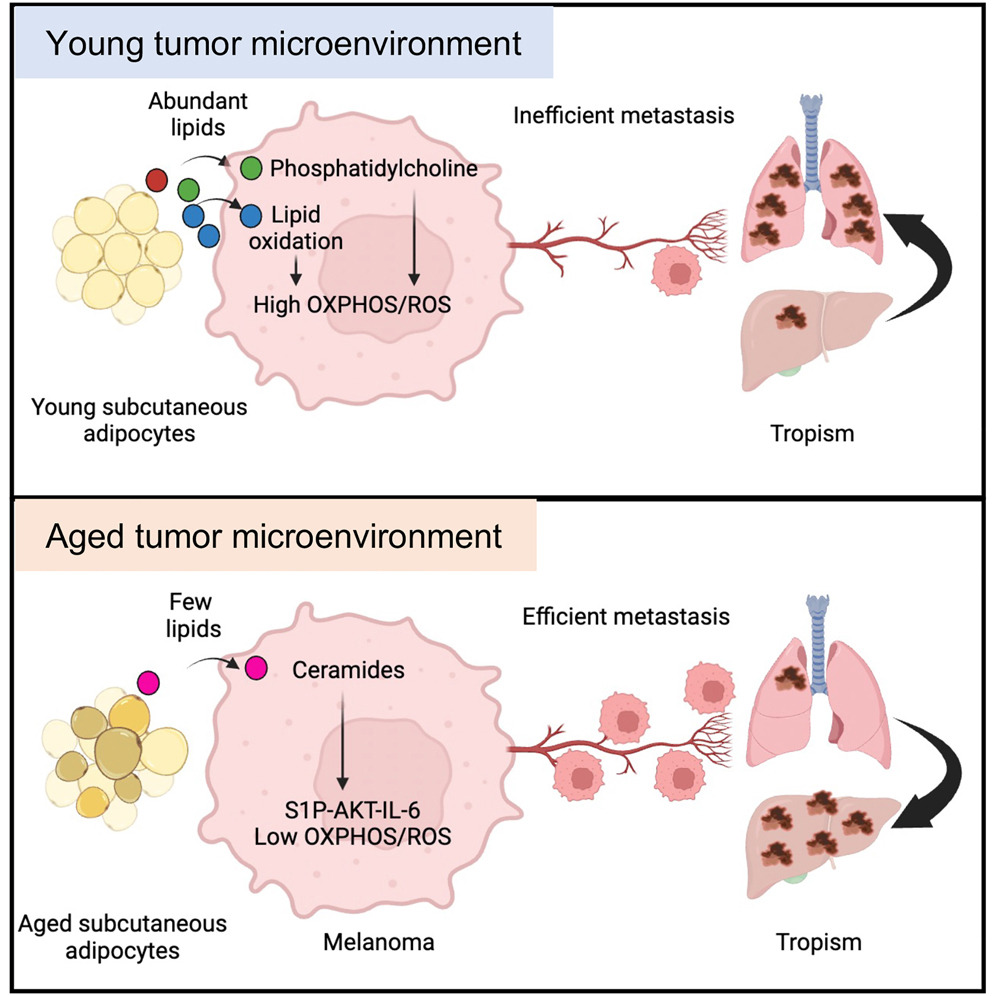 Young tumor microenvironment
Abundant
lipids
Inefficient metastasis
Phosphatidylcholine
Lipid
oxidation
High OXPHOS/ROS
Young subcutaneous
adipocytes
Tropism
Aged tumor microenvironment
Few
lipids
Efficient metastasis
Ceramides
S1P-AKT-IL-6
Low OXPHOS/ROS
Aged subcutaneous
adipocytes
Melanoma
Tropism